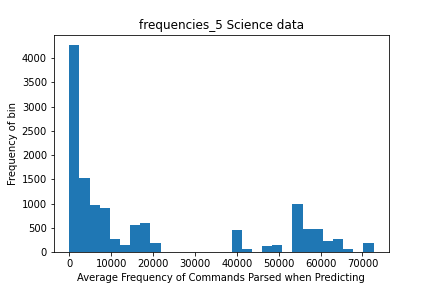 frequencies_5 Science data
Frequency of bin
4000
3500
3000
2500
2000
1500
1000
500
0
0 10000 20000 30000 40000 50000 60000 70000
Average Frequency of Commands Parsed when Predicting